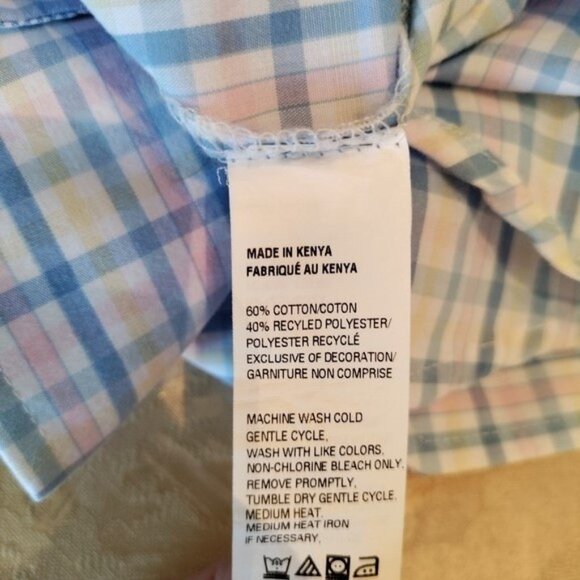 MADE IN KENYA
FABRIQUÉ AU KENYA
60% COTTON/COTON
40% RECYLED POLYESTER/
POLYESTER RECYCLÉ
EXCLUSIVE OF DECORATION/
GARNITURE NON COMPRISE
MACHINE WASH COLD
GENTLE CYCLE,
WASH WITH LIKE COLORS,
NON-CHLORINE BLEACH ONLY,
REMOVE PROMPTLY,
TUMBLE DRY GENTLE CYCLE,
MEDIUM HEAT,
MEDIUM HEAT IRON
IF NECESSARY,